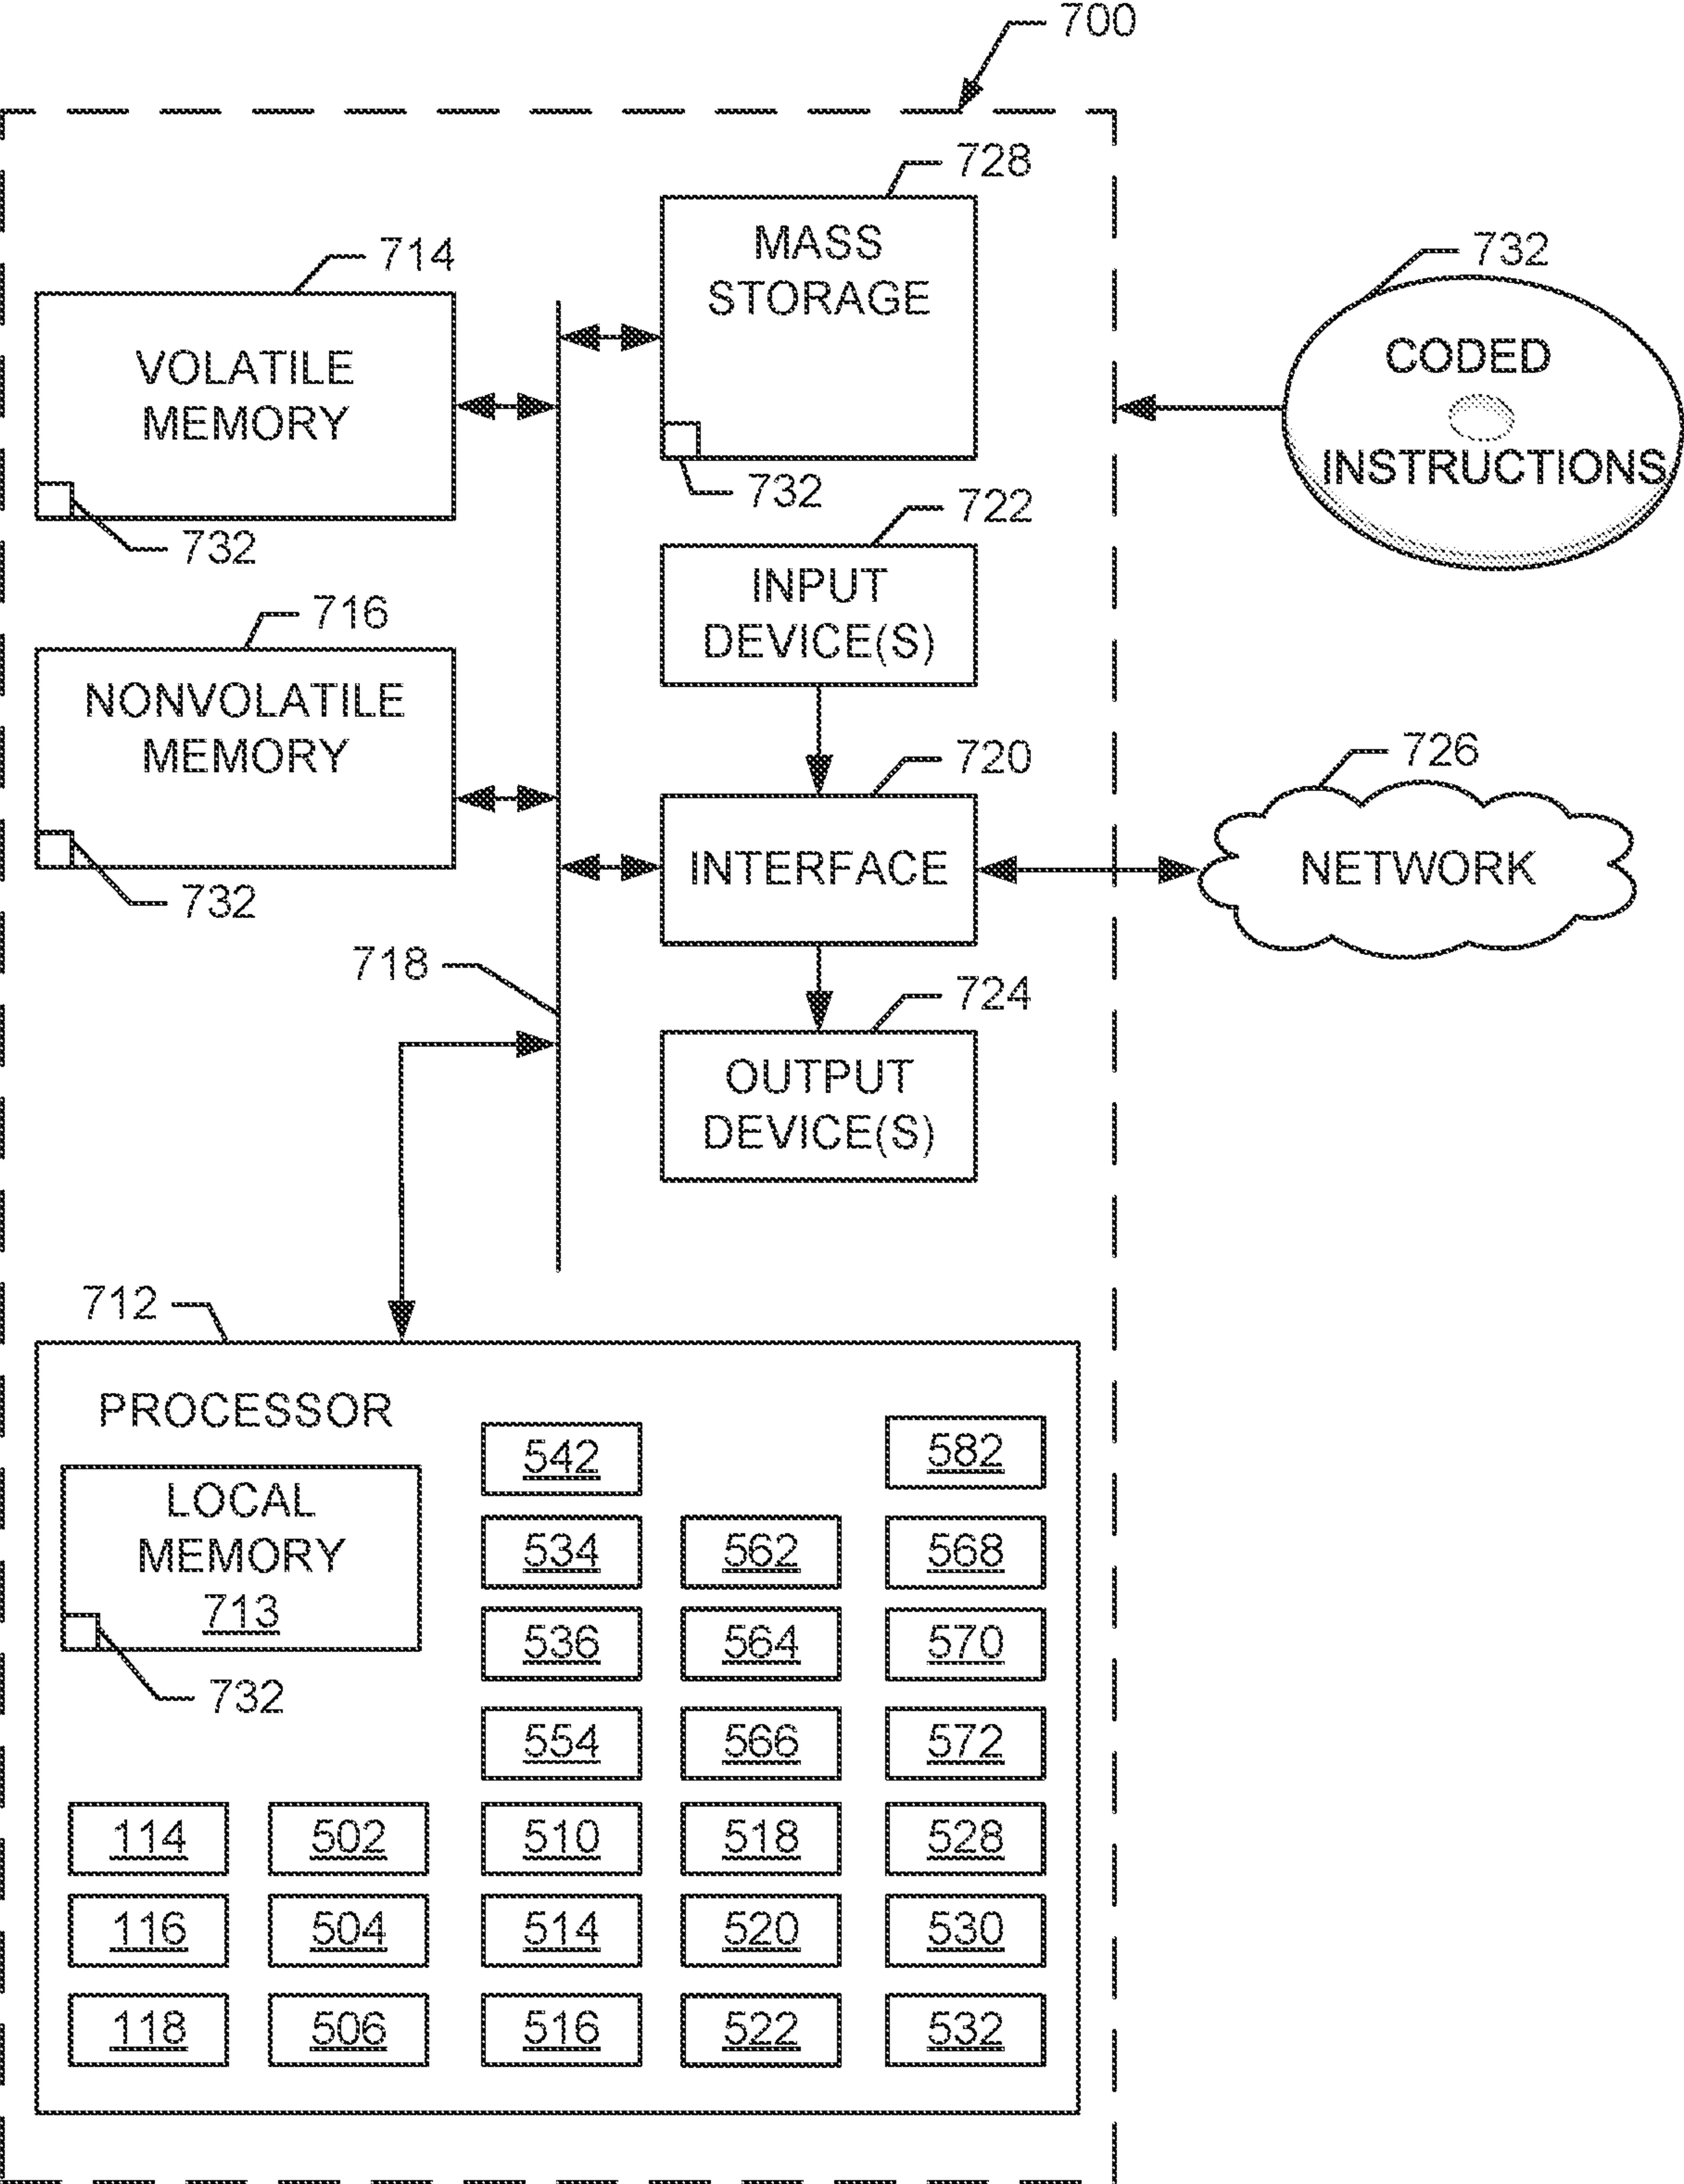 700
728
MASS
STORAGE
732
714
VOLATILE
MEMORY
732
732
CODED
INSTRUCTIONS
722
INPUT
DEVICE(S)
716
NONVOLATILE
MEMORY
732
720
INTERFACE
726
NETWORK
718
724
OUTPUT
DEVICE(S)
712
PROCESSOR
LOCAL
MEMORY
713
732
542
582
534
562
568
536
564
570
554
566
572
114
502
510
518
528
116
504
514
520
530
118
506
516
522
532